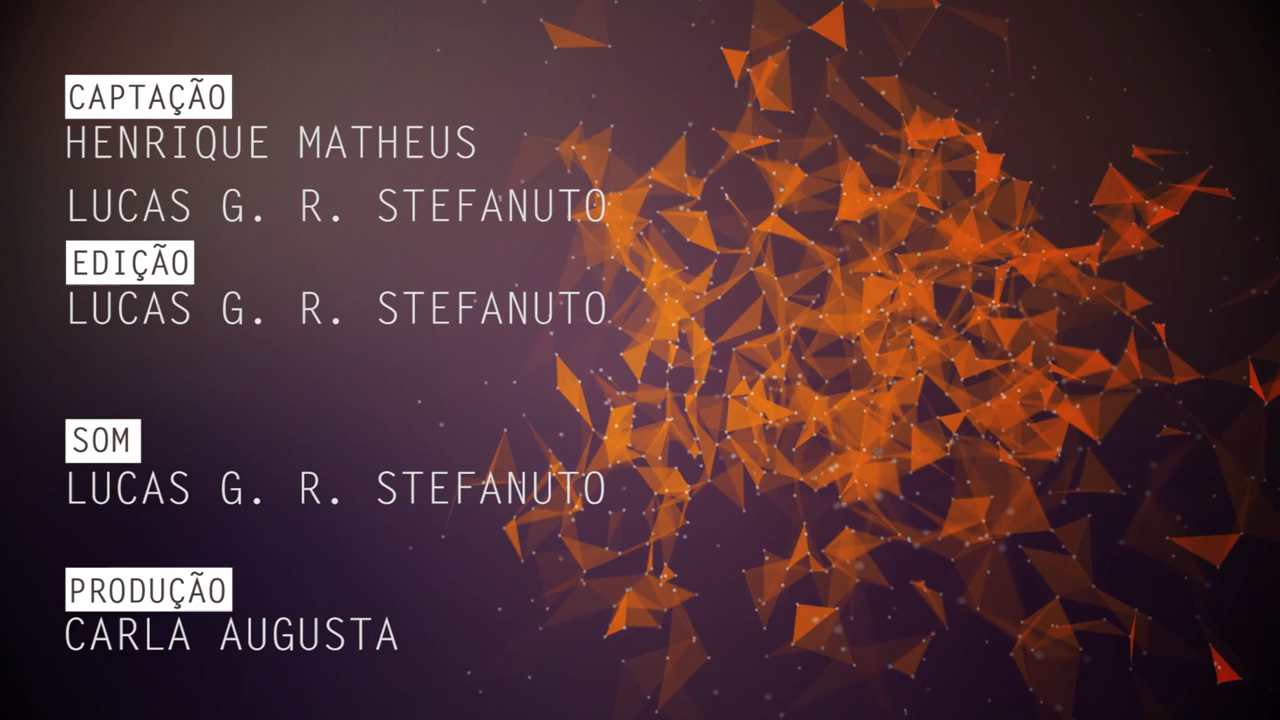 CAPTAÇÃO
HENRIQUE MATHEUS
LUCAS G. R. STEFANUTO
EDIÇÃO
LUCAS G. R. STEFANUTO
SOM
LUCAS G. R. STEFANUTO
PRODUÇÃO
CARLA AUGUSTA